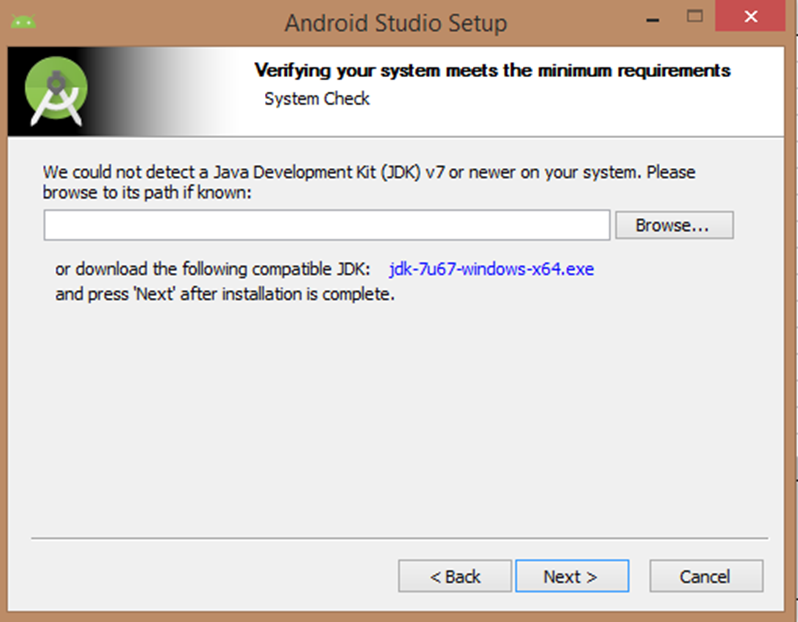 Android Studio Setup
Verifying your system meets the minimum requirements
System Check
We could not detect a Java Development Kit (JDK) v7 or newer on your system. Please
browse to its path if known:
Browse...
or download the following compatible JDK: jdk-7u67-windows-x64.exe
and press 'Next' after installation is complete.
< Back Next > Cancel